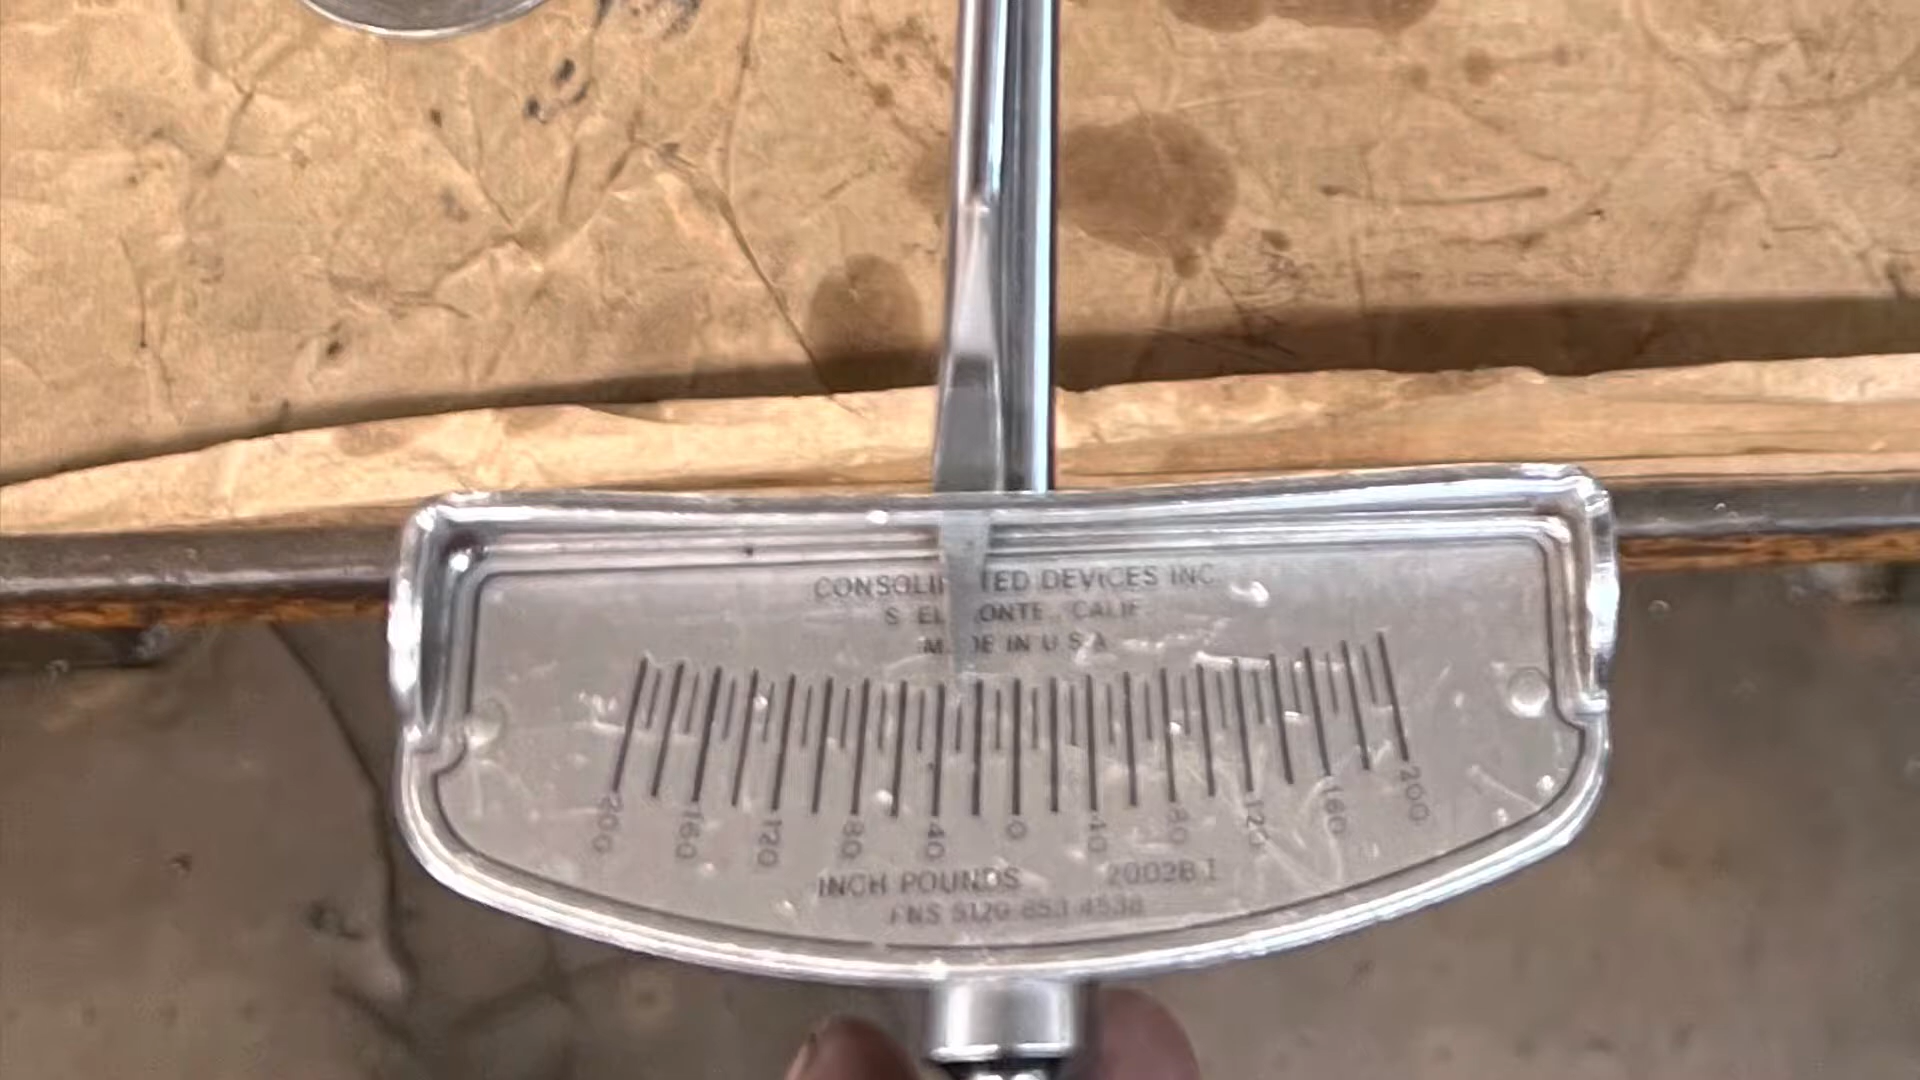 CONSOLI TED DEVICES INC.
S EL ONTE, CALIF
M DE IN U S A
200 160 120 80 40 0 40 80 120 160 200
INCH POUNDS 2002B I
FNS 5120 853 4538